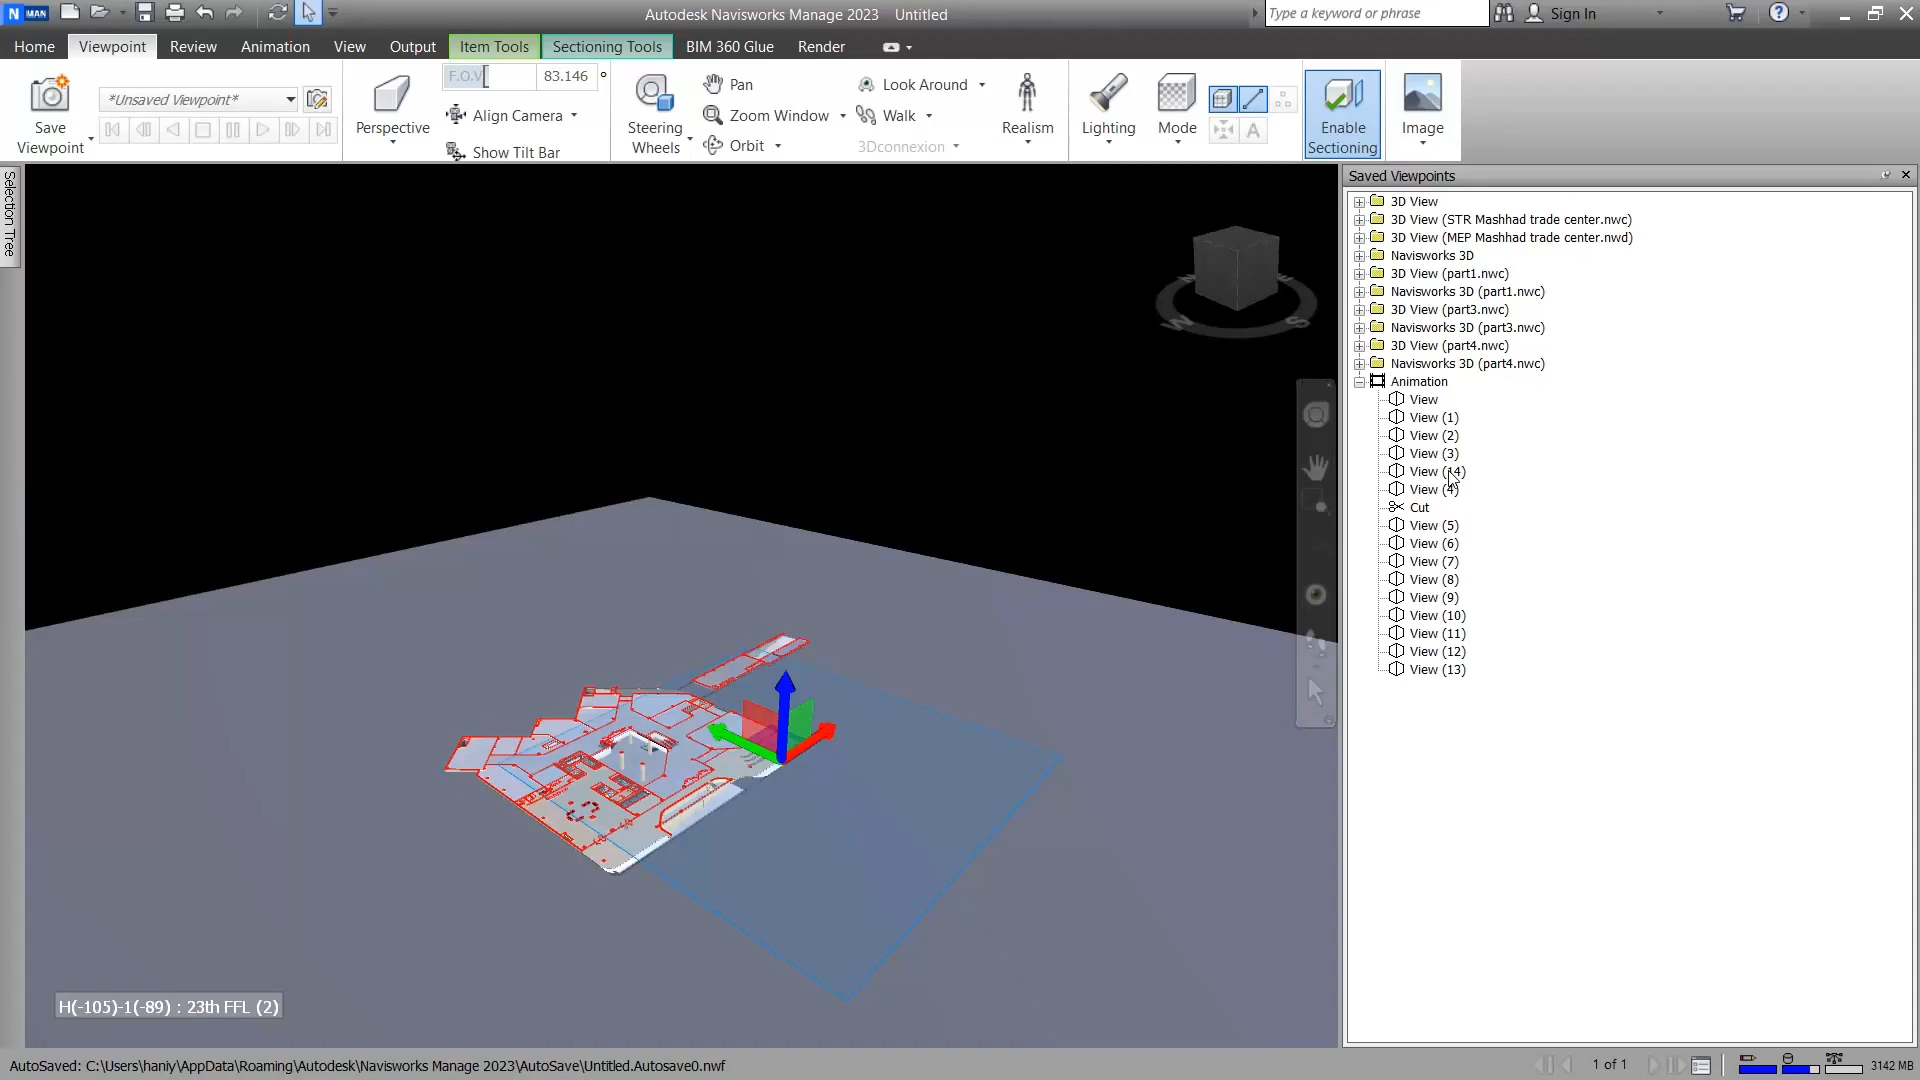 N MAN
Autodesk Navisworks Manage 2023 Untitled
Type a keyword or phrase
Sign In
Home
Viewpoint
Review
Animation
View
Output
Item Tools
Sectioning Tools
BIM 360 Glue
Render
Save
Viewpoint
*Unsaved Viewpoint*
Perspective
F.O.V
83.146 °
Align Camera
Show Tilt Bar
Steering
Wheels
Pan
Zoom Window
Orbit
Look Around
Walk
3Dconnexion
Realism
Lighting
Mode
A
Enable
Sectioning
Image
Selection Tree
W
S
Saved Viewpoints
3D View
3D View (STR Mashhad trade center.nwc)
3D View (MEP Mashhad trade center.nwd)
Navisworks 3D
3D View (part1.nwc)
Navisworks 3D (part1.nwc)
3D View (part3.nwc)
Navisworks 3D (part3.nwc)
3D View (part4.nwc)
Navisworks 3D (part4.nwc)
Animation
View
View (1)
View (2)
View (3)
View (14)
View (4)
Cut
View (5)
View (6)
View (7)
View (8)
View (9)
View (10)
View (11)
View (12)
View (13)
H(-105)-1(-89) : 23th FFL (2)
AutoSaved: C:\Users\haniy\AppData\Roaming\Autodesk\Navisworks Manage 2023\AutoSave\Untitled.Autosave0.nwf
1 of 1
3142 MB